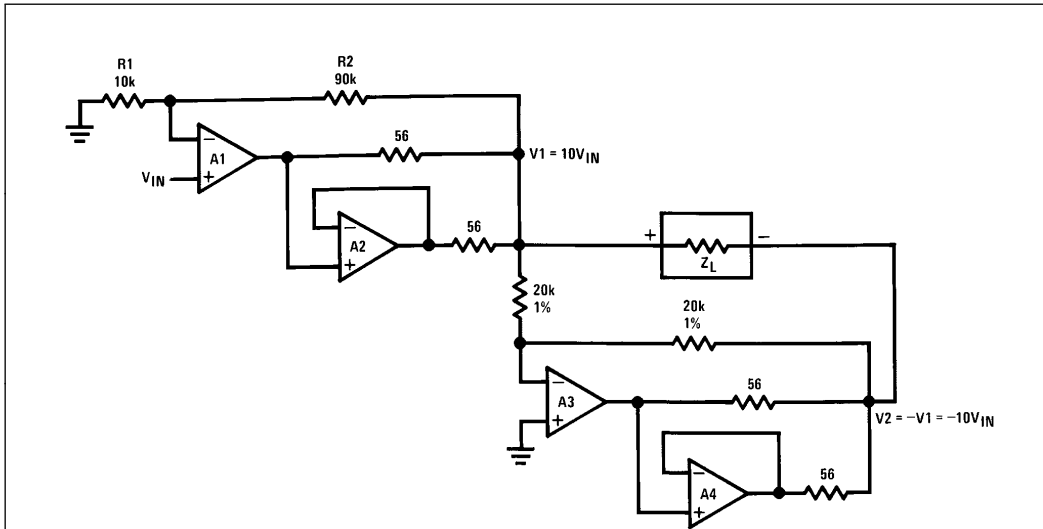 R1
10k
R2
90k
56
−
A1
+
V1 = 10VIN
VIN
−
A2
+
56
+
−
ZL
20k
1%
20k
1%
−
A3
+
56
V2 = −V1 = −10VIN
−
A4
+
56